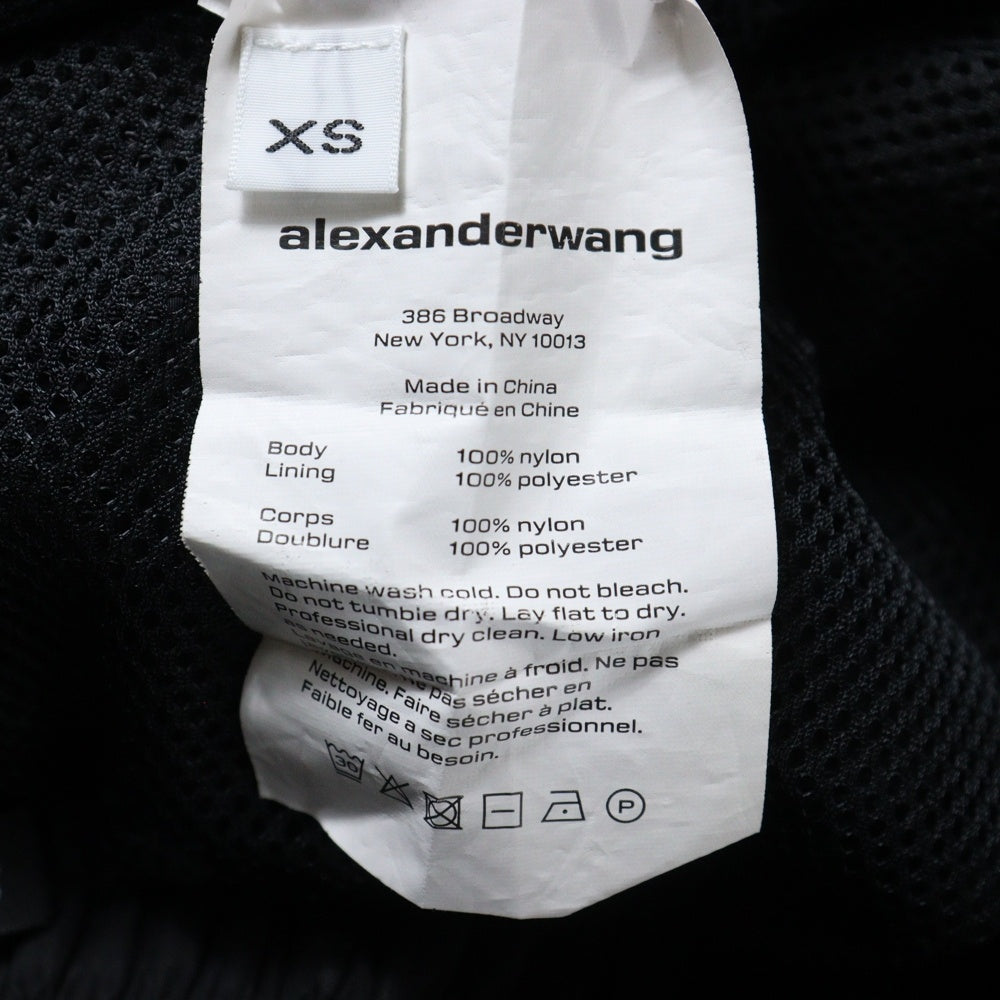 XS
alexanderwang
386 Broadway
New York, NY 10013
Made in China
Fabriqué en Chine
Body 100% nylon
Lining 100% polyester
Corps 100% nylon
Doublure 100% polyester
Machine wash cold. Do not bleach.
Do not tumble dry. Lay flat to dry.
Professional dry clean. Low iron
as needed.
Lavage en machine à froid. Ne pas
pas sécher en
machine. Faire sécher à plat.
Nettoyage a sec professionnel.
Faible fer au besoin.
30
P